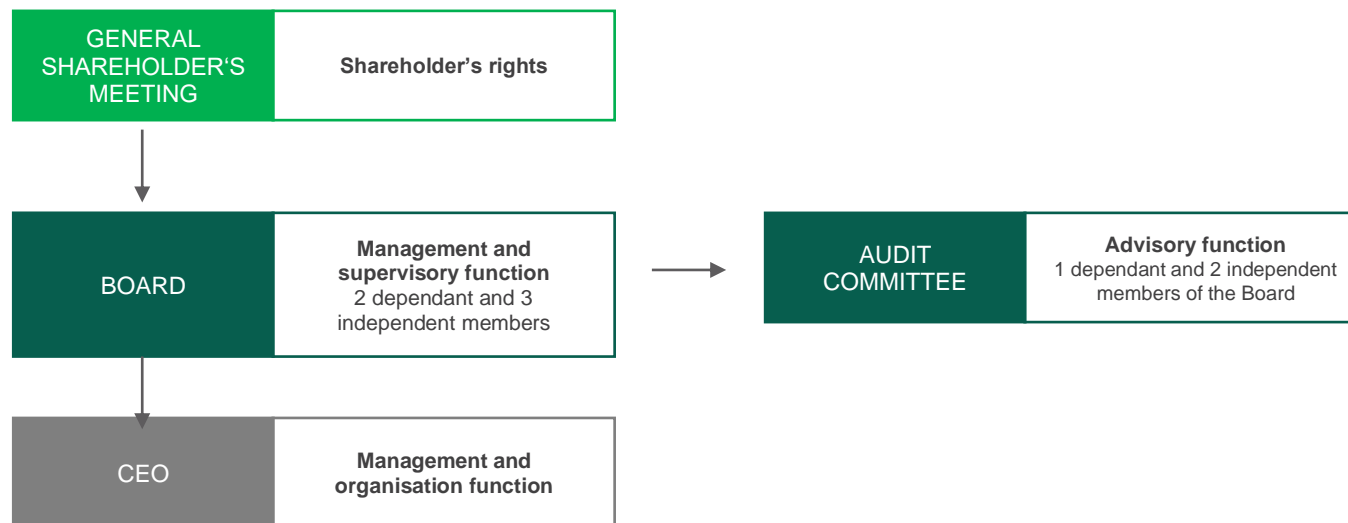 GENERAL
SHAREHOLDER‘S
MEETING
Shareholder’s rights
BOARD
Management and
supervisory function
2 dependant and 3
independent members
AUDIT
COMMITTEE
Advisory function
1 dependant and 2 independent
members of the Board
CEO
Management and
organisation function